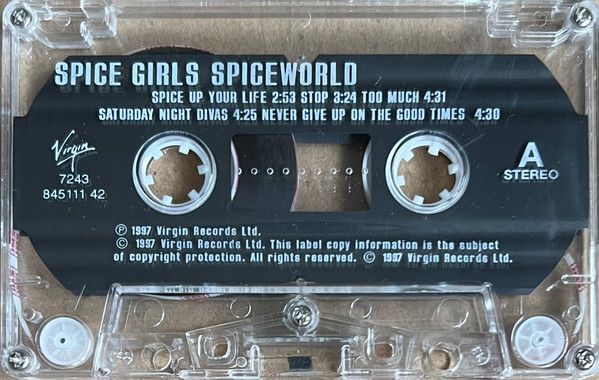 SPICE GIRLS SPICEWORLD
SPICE UP YOUR LIFE 2:53 STOP 3:24 TOO MUCH 4:31
SATURDAY NIGHT DIVAS 4:25 NEVER GIVE UP ON THE GOOD TIMES 4:30
Virgin
7243
845111 42
A
STEREO
℗ 1997 Virgin Records Ltd.
© 1997 Virgin Records Ltd. This label copy information is the subject
of copyright protection. All rights reserved. © 1997 Virgin Records Ltd.